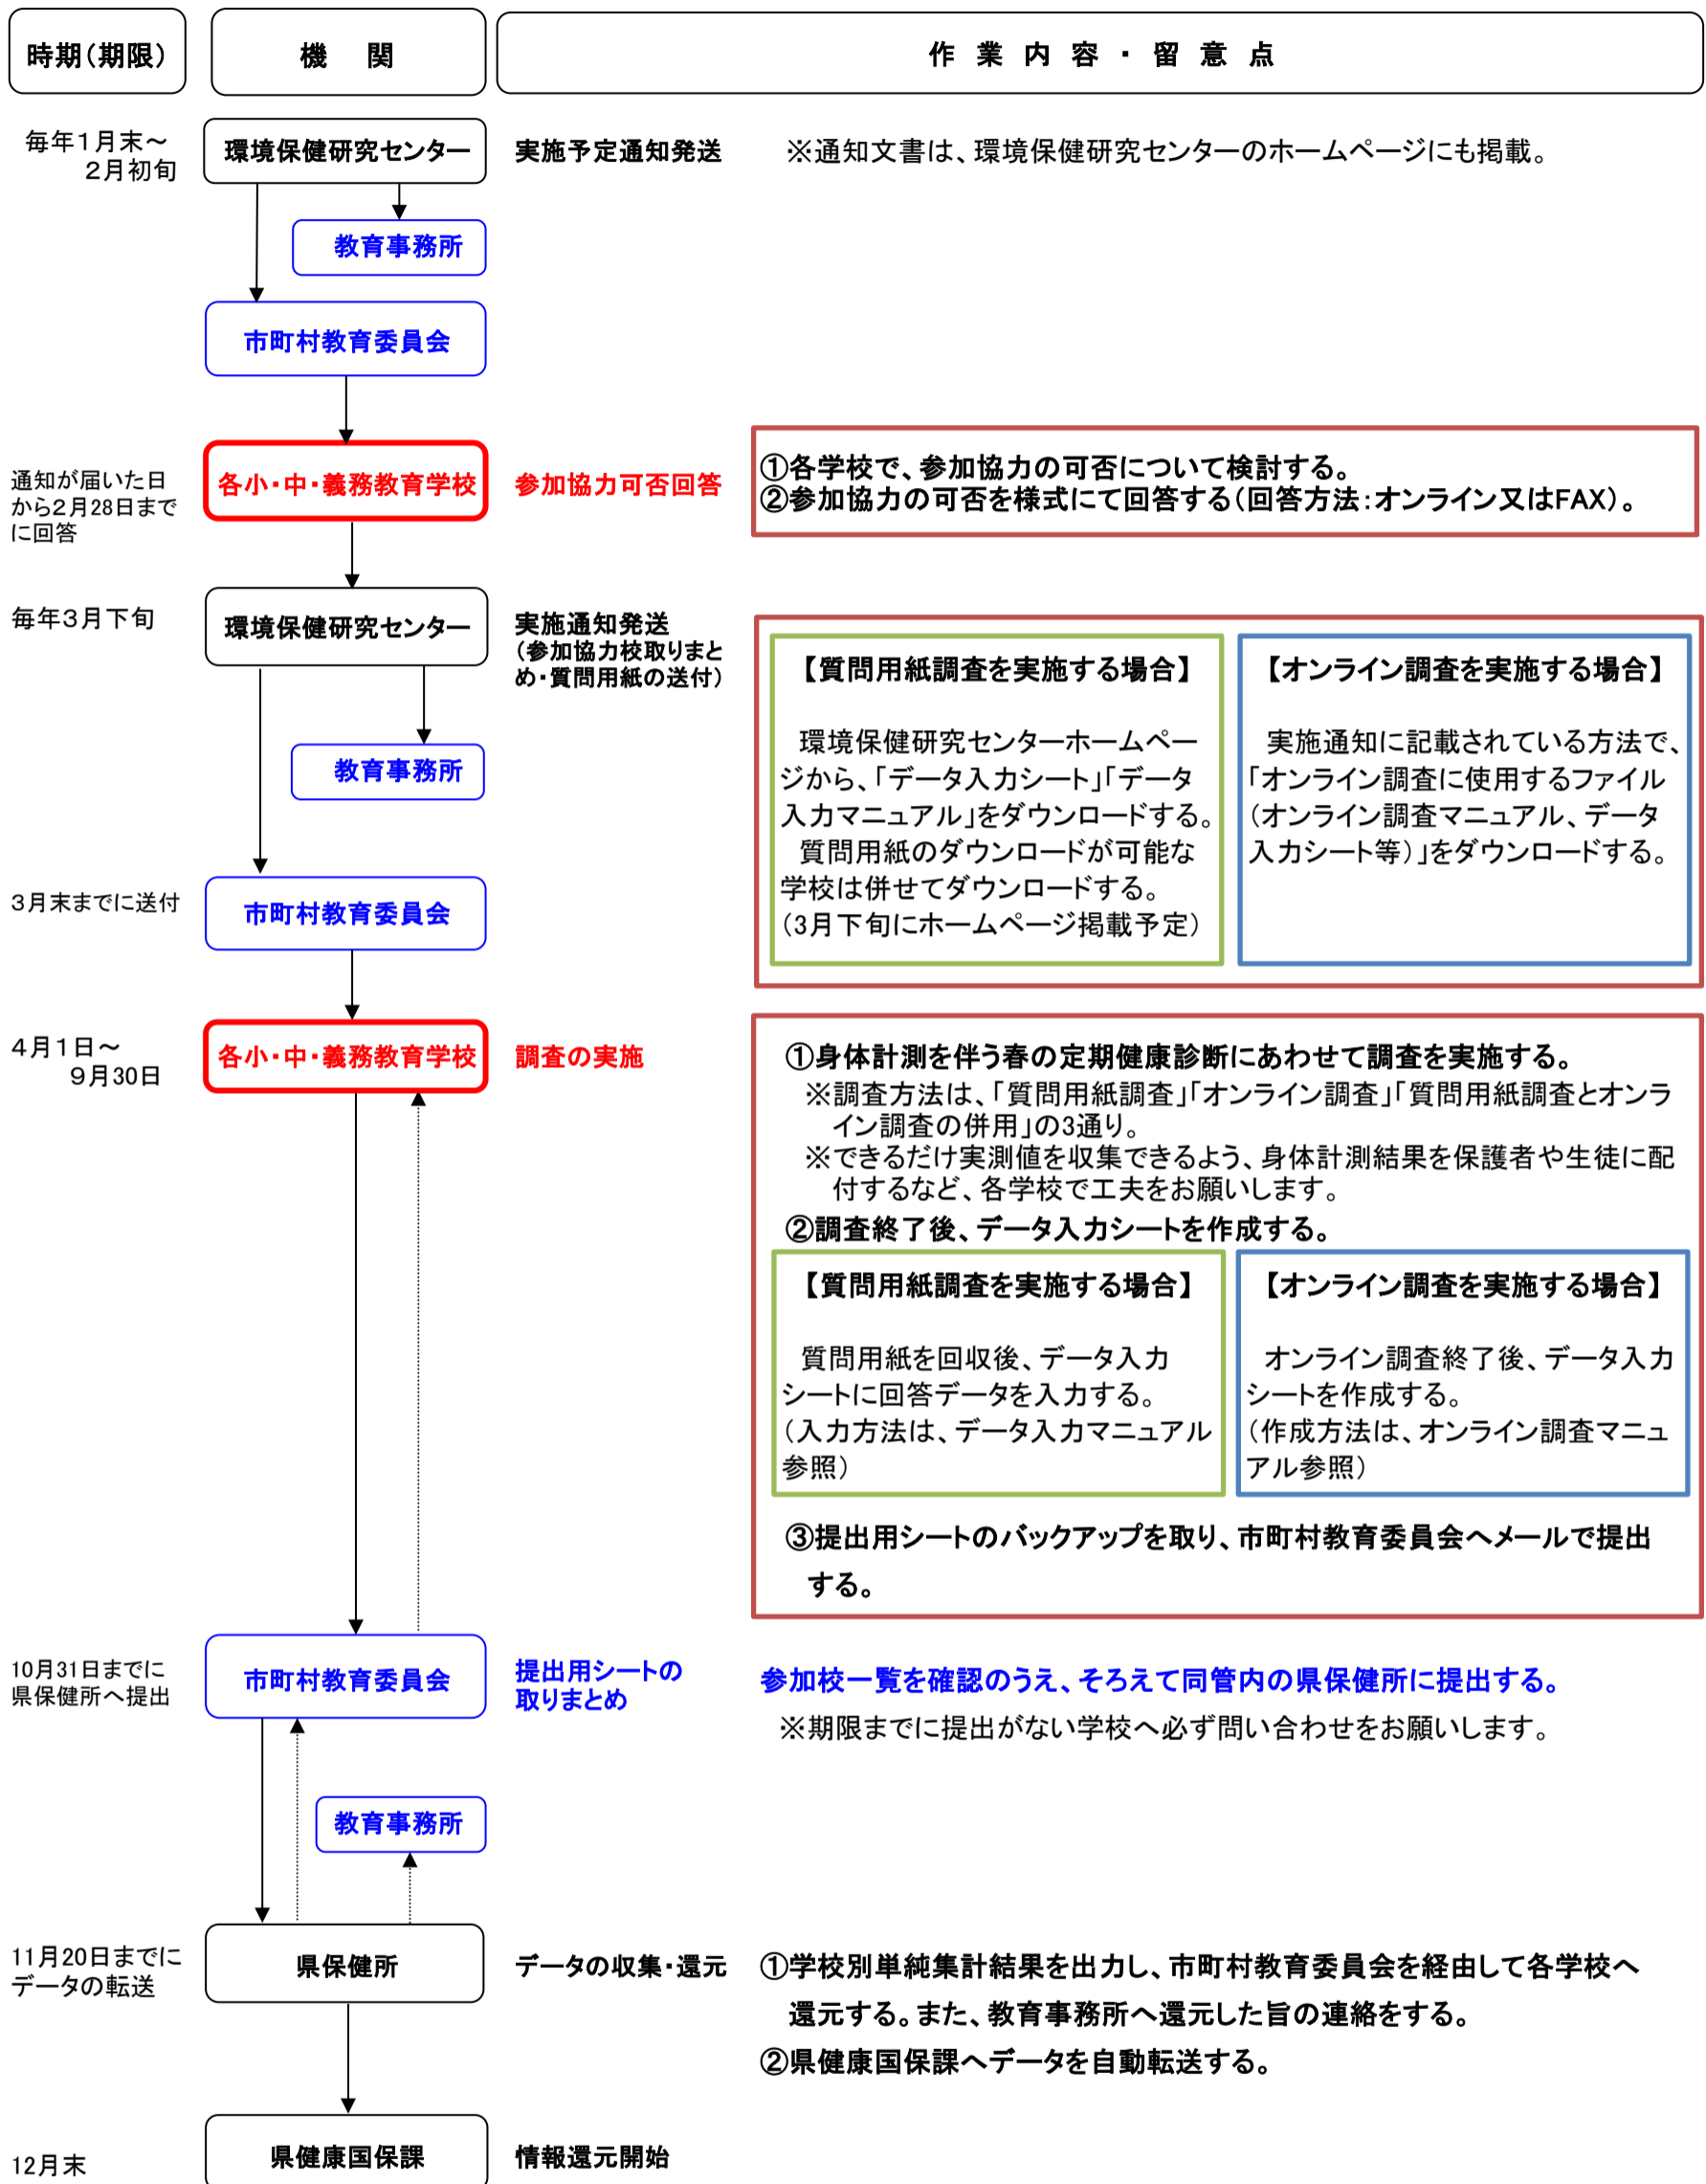 時期（期限）
機　関
作 業 内 容 ・ 留 意 点
毎年１月末～
２月初旬
環境保健研究センター
実施予定通知発送
※通知文書は、環境保健研究センターのホームページにも掲載。
教育事務所
市町村教育委員会
通知が届いた日
から２月28日まで
に回答
各小・中・義務教育学校
参加協力可否回答
①各学校で、参加協力の可否について検討する。
②参加協力の可否を様式にて回答する（回答方法：オンライン又はFAX）。
毎年３月下旬
環境保健研究センター
実施通知発送
（参加協力校取りまと
め・質問用紙の送付）
教育事務所
【質問用紙調査を実施する場合】
環境保健研究センターホームペー
ジから、「データ入力シート」「データ
入力マニュアル」をダウンロードする。
質問用紙のダウンロードが可能な
学校は併せてダウンロードする。
（3月下旬にホームページ掲載予定）
【オンライン調査を実施する場合】
実施通知に記載されている方法で、
「オンライン調査に使用するファイル
（オンライン調査マニュアル、データ
入力シート等）」をダウンロードする。
３月末までに送付
市町村教育委員会
４月１日～
９月30日
各小・中・義務教育学校
調査の実施
①身体計測を伴う春の定期健康診断にあわせて調査を実施する。
※調査方法は、「質問用紙調査」「オンライン調査」「質問用紙調査とオンラ
イン調査の併用」の3通り。
※できるだけ実測値を収集できるよう、身体計測結果を保護者や生徒に配
付するなど、各学校で工夫をお願いします。
②調査終了後、データ入力シートを作成する。
【質問用紙調査を実施する場合】
質問用紙を回収後、データ入力
シートに回答データを入力する。
（入力方法は、データ入力マニュアル
参照）
【オンライン調査を実施する場合】
オンライン調査終了後、データ入力
シートを作成する。
（作成方法は、オンライン調査マニュ
アル参照）
③提出用シートのバックアップを取り、市町村教育委員会へメールで提出
する。
10月31日までに
県保健所へ提出
市町村教育委員会
提出用シートの
取りまとめ
参加校一覧を確認のうえ、そろえて同管内の県保健所に提出する。
※期限までに提出がない学校へ必ず問い合わせをお願いします。
教育事務所
11月20日までに
データの転送
県保健所
データの収集・還元
①学校別単純集計結果を出力し、市町村教育委員会を経由して各学校へ
還元する。また、教育事務所へ還元した旨の連絡をする。
②県健康国保課へデータを自動転送する。
12月末
県健康国保課
情報還元開始